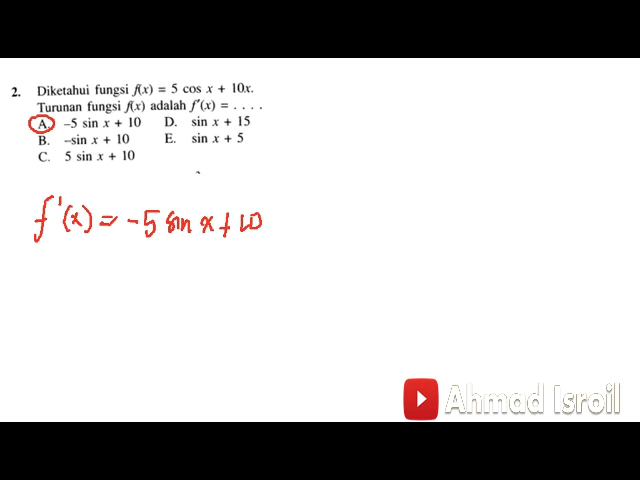 2. Diketahui fungsi f(x) = 5 cos x + 10x.
Turunan fungsi f(x) adalah f'(x) = . . . .
A. –5 sin x + 10 D. sin x + 15
B. –sin x + 10 E. sin x + 5
C. 5 sin x + 10
f'(x) = -5 sin x + 10
Ahmad Isroil